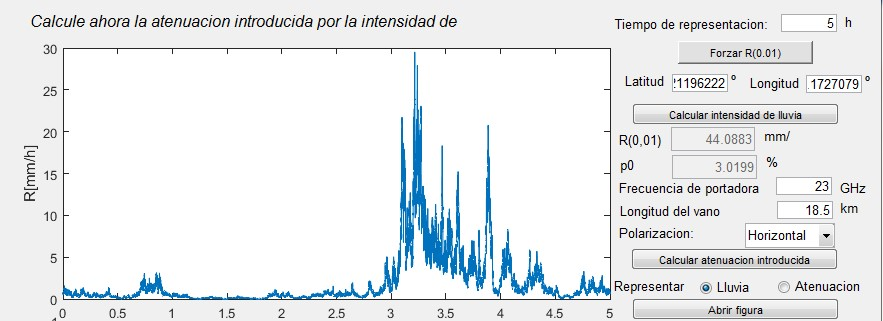 Calcule ahora la atenuacion introducida por la intensidad de
Tiempo de representacion: 5 h
Forzar R(0.01)
Latitud 21196222 º Longitud .1727079 º
Calcular intensidad de lluvia
R(0,01) 44.0883 mm/
p0 3.0199 %
Frecuencia de portadora 23 GHz
Longitud del vano 18.5 km
Polarizacion: Horizontal
Calcular atenuacion introducida
Representar Lluvia Atenuacion
Abrir figura
R[mm/h]
30
25
20
15
10
5
0
0 0.5 1 1.5 2 2.5 3 3.5 4 4.5 5